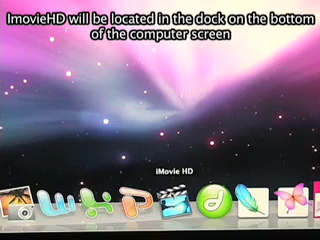 ImovieHD will be located in the dock on the bottom
of the computer screen
iMovie HD